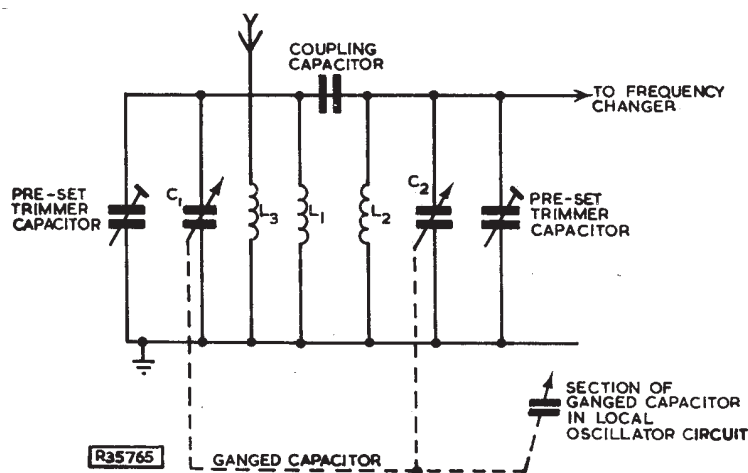 COUPLING
CAPACITOR
TO FREQUENCY
CHANGER
PRE-SET
TRIMMER
CAPACITOR
C₁
L₃
L₁
L₂
C₂
PRE-SET
TRIMMER
CAPACITOR
SECTION OF
GANGED CAPACITOR
IN LOCAL
OSCILLATOR CIRCUIT
R35765
GANGED CAPACITOR